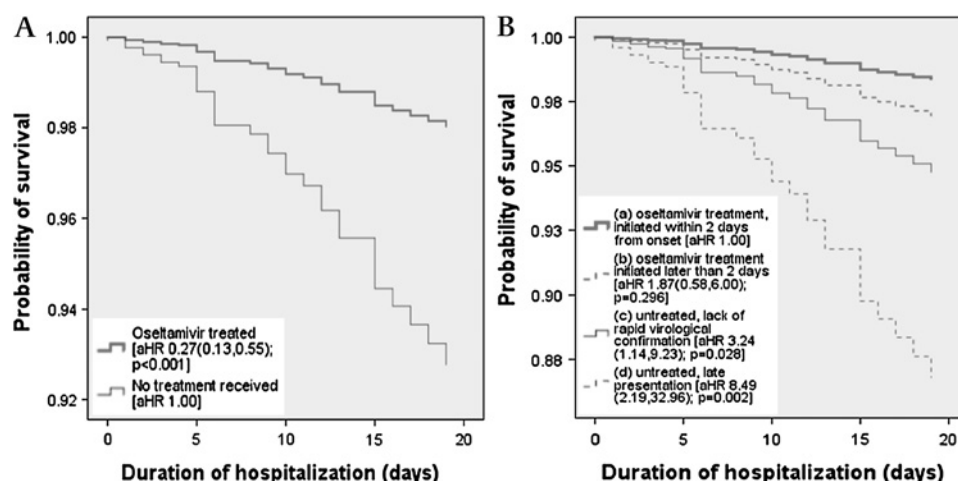 A
Probability of survival
1.00
0.98
0.96
0.94
0.92
Oseltamivir treated
[aHR 0.27(0.13,0.55);
p<0.001]
No treatment received
[aHR 1.00]
0
5
10
15
20
Duration of hospitalization (days)
B
Probability of survival
1.00
0.98
0.95
0.93
0.90
0.88
(a) oseltamivir treatment,
initiated within 2 days
from onset [aHR 1.00]
(b) oseltamivir treatment
initiated later than 2 days
[aHR 1.87(0.58,6.00);
p=0.296]
(c) untreated, lack of
rapid virological
confirmation [aHR 3.24
(1.14,9.23); p=0.028]
(d) untreated, late
presentation [aHR 8.49
(2.19,32.96); p=0.002]
0
5
10
15
20
Duration of hospitalization (days)